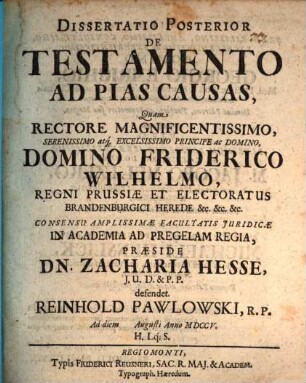 DISSERTATIO POSTERIOR
DE
TESTAMENTO
AD PIAS CAUSAS,
Quam
RECTORE MAGNIFICENTISSIMO,
SERENISSIMO atq; EXCELSISSIMO PRINCIPE ac DOMINO,
DOMINO FRIDERICO
WILHELMO,
REGNI PRUSSIÆ ET ELECTORATUS
BRANDENBURGICI HEREDE &c. &c. &c.
CONSENSU AMPLISSIMÆ FACULTATIS JURIDICÆ
IN ACADEMIA AD PREGELAM REGIA,
PRÆSIDE
DN. ZACHARIA HESSE,
J. U. D. & P. P.
defendet
REINHOLD PAWLOWSKI, R. P.
Ad diem Augusti Anno MDCCV.
H. Lq; S.
REGIOMONTI,
Typis FRIDERICI REUSNERI, SAC. R. MAJ. & ACADEM.
Typograph. Hæredum.